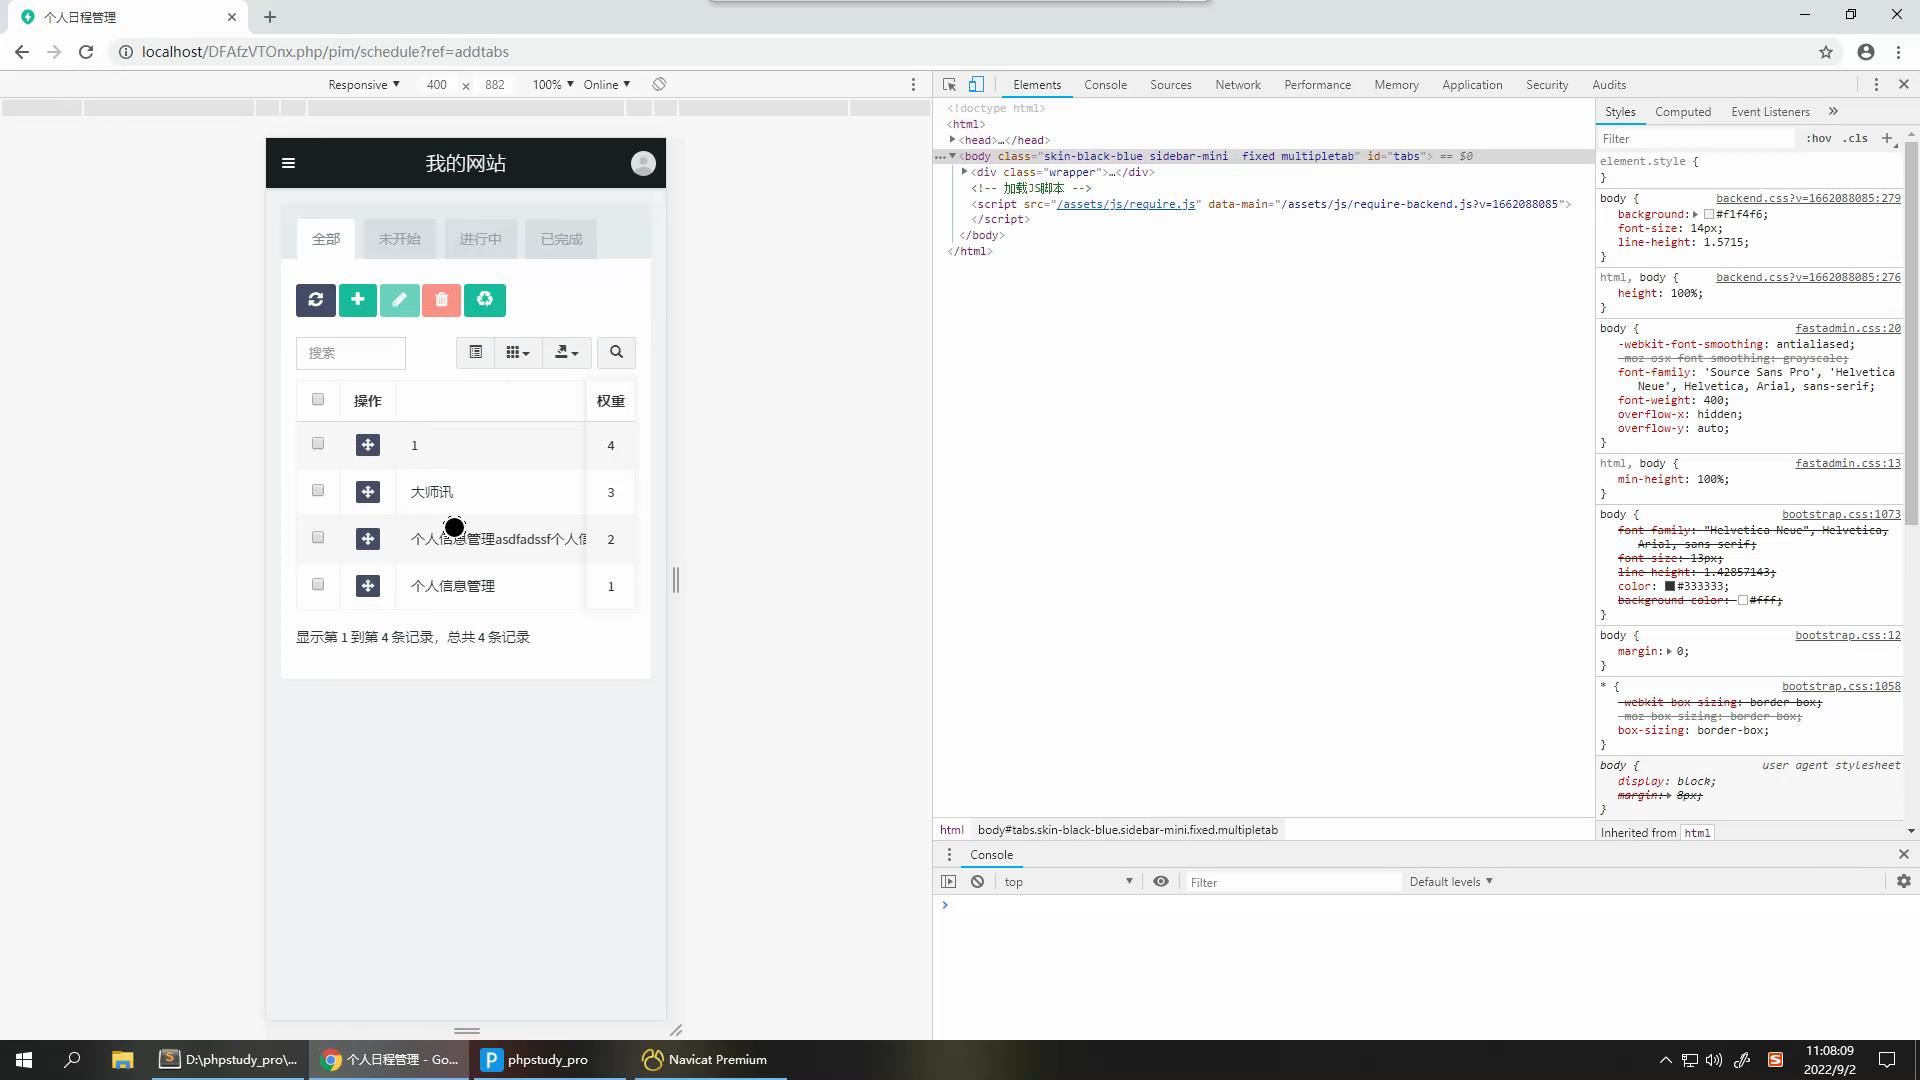 个人日程管理
localhost/DFAfzVTOnx.php/pim/schedule?ref=addtabs
Responsive 400 x 882 100% Online
我的网站
全部 未开始 进行中 已完成
搜索
操作 权重
1 4
大师讯 3
个人信息管理asdfadssf个人信 2
个人信息管理 1
显示第 1 到第 4 条记录，总共 4 条记录
Elements Console Sources Network Performance Memory Application Security Audits
<!doctype html>
<html>
<head>…</head>
<body class="skin-black-blue sidebar-mini  fixed multipletab" id="tabs"> == $0
<div class="wrapper">…</div>
<!-- 加载JS脚本 -->
<script src="/assets/js/require.js" data-main="/assets/js/require-backend.js?v=1662088085">
</script>
</body>
</html>
html body#tabs.skin-black-blue.sidebar-mini.fixed.multipletab
Styles Computed Event Listeners »
Filter :hov .cls +
element.style {
}
body { backend.css?v=1662088085:279
background: #f1f4f6;
font-size: 14px;
line-height: 1.5715;
}
html, body { backend.css?v=1662088085:276
height: 100%;
}
body { fastadmin.css:20
-webkit-font-smoothing: antialiased;
-moz-osx-font-smoothing: grayscale;
font-family: 'Source Sans Pro', 'Helvetica
Neue', Helvetica, Arial, sans-serif;
font-weight: 400;
overflow-x: hidden;
overflow-y: auto;
}
html, body { fastadmin.css:13
min-height: 100%;
}
body { bootstrap.css:1073
font-family: "Helvetica Neue", Helvetica,
Arial, sans-serif;
font-size: 13px;
line-height: 1.42857143;
color: #333333;
background-color: #fff;
}
body { bootstrap.css:12
margin: 0;
}
* { bootstrap.css:1058
-webkit-box-sizing: border-box;
-moz-box-sizing: border-box;
box-sizing: border-box;
}
body { user agent stylesheet
display: block;
margin: 8px;
}
Inherited from html
Console
top Filter Default levels
D:\phpstudy_pro\... 个人日程管理 - Go... phpstudy_pro Navicat Premium
11:08:09
2022/9/2